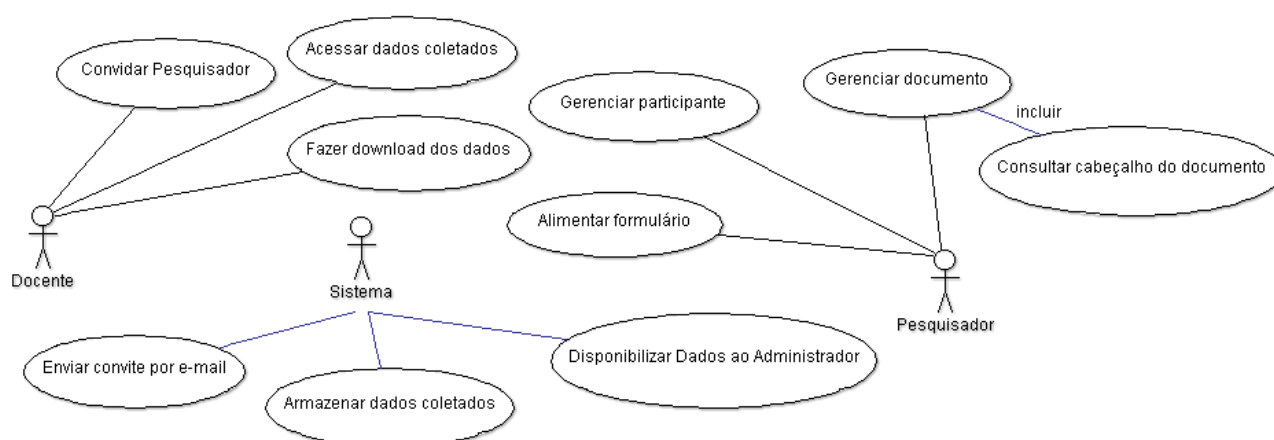 Convidar Pesquisador
Acessar dados coletados
Fazer download dos dados
Docente
Sistema
Enviar convite por e-mail
Armazenar dados coletados
Disponibilizar Dados ao Administrador
Gerenciar participante
Gerenciar documento
incluir
Consultar cabeçalho do documento
Alimentar formulário
Pesquisador